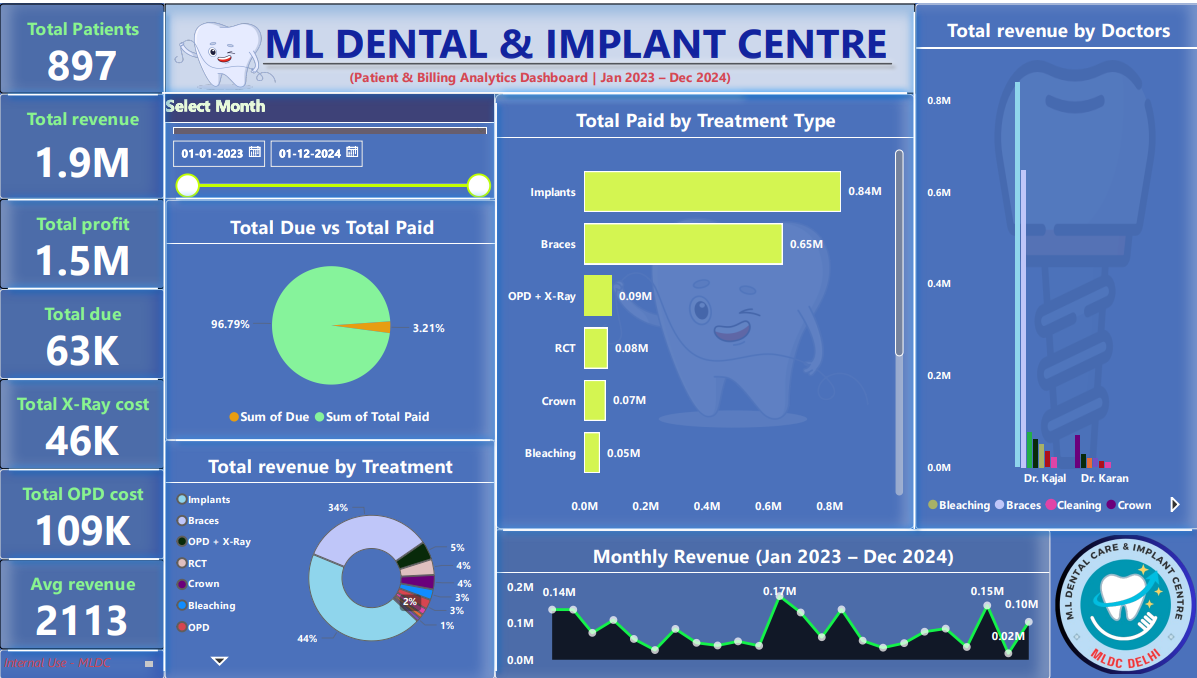 Total Patients
897
Total revenue
1.9M
Total profit
1.5M
Total due
63K
Total X-Ray cost
46K
Total OPD cost
109K
Avg revenue
2113
Internal Use - MLDC
ML DENTAL & IMPLANT CENTRE
(Patient & Billing Analytics Dashboard | Jan 2023 – Dec 2024)
Select Month
01-01-2023 01-12-2024
Total Due vs Total Paid
96.79%
3.21%
Sum of Due Sum of Total Paid
Total revenue by Treatment
Implants
Braces
OPD + X-Ray
RCT
Crown
Bleaching
OPD
34%
5%
4%
4%
3%
2%
3%
1%
44%
Total Paid by Treatment Type
Implants 0.84M
Braces 0.65M
OPD + X-Ray 0.09M
RCT 0.08M
Crown 0.07M
Bleaching 0.05M
0.0M 0.2M 0.4M 0.6M 0.8M
Monthly Revenue (Jan 2023 – Dec 2024)
0.2M
0.1M
0.0M
0.14M
0.17M
0.15M
0.10M
0.02M
Total revenue by Doctors
0.8M
0.6M
0.4M
0.2M
0.0M
Dr. Kajal Dr. Karan
Bleaching Braces Cleaning Crown
M.L DENTAL CARE & IMPLANT CENTRE
MLDC DELHI